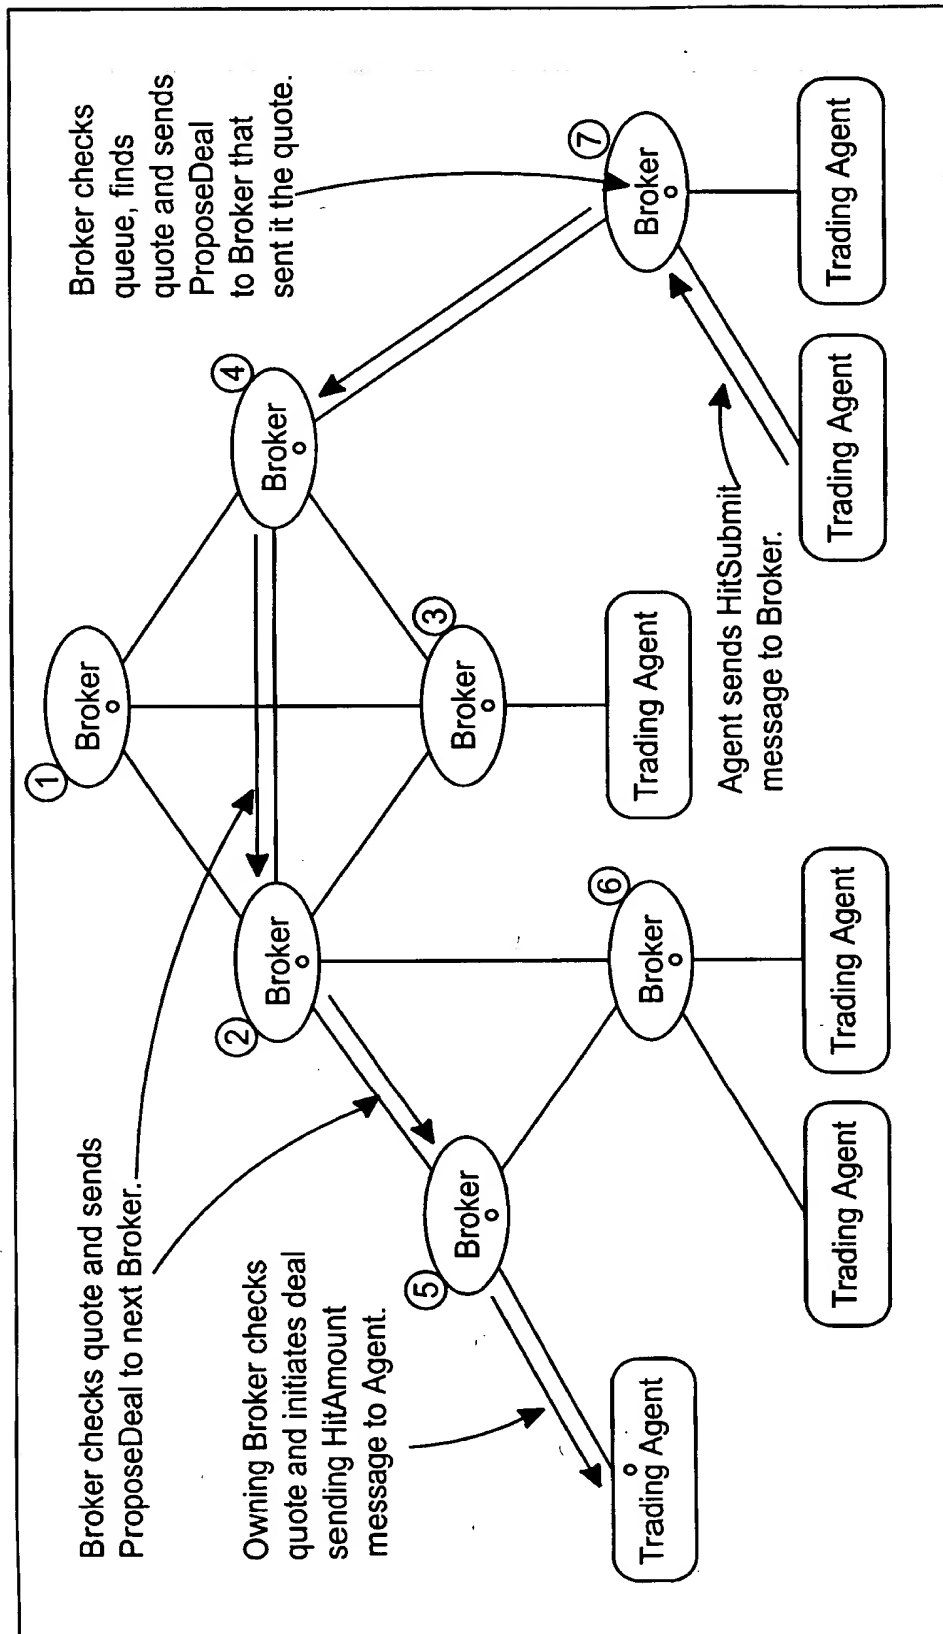 Broker checks quote and sends
ProposeDeal to next Broker.
Owning Broker checks
quote and initiates deal
sending HitAmount
message to Agent.
Broker checks
queue, finds
quote and sends
ProposeDeal
to Broker that
sent it the quote.
1
Broker
2
Broker
4
Broker
3
Broker
5
Broker
6
Broker
7
Broker
Trading Agent
Trading Agent
Trading Agent
Trading Agent
Agent sends HitSubmit
message to Broker.
Trading Agent
Trading Agent